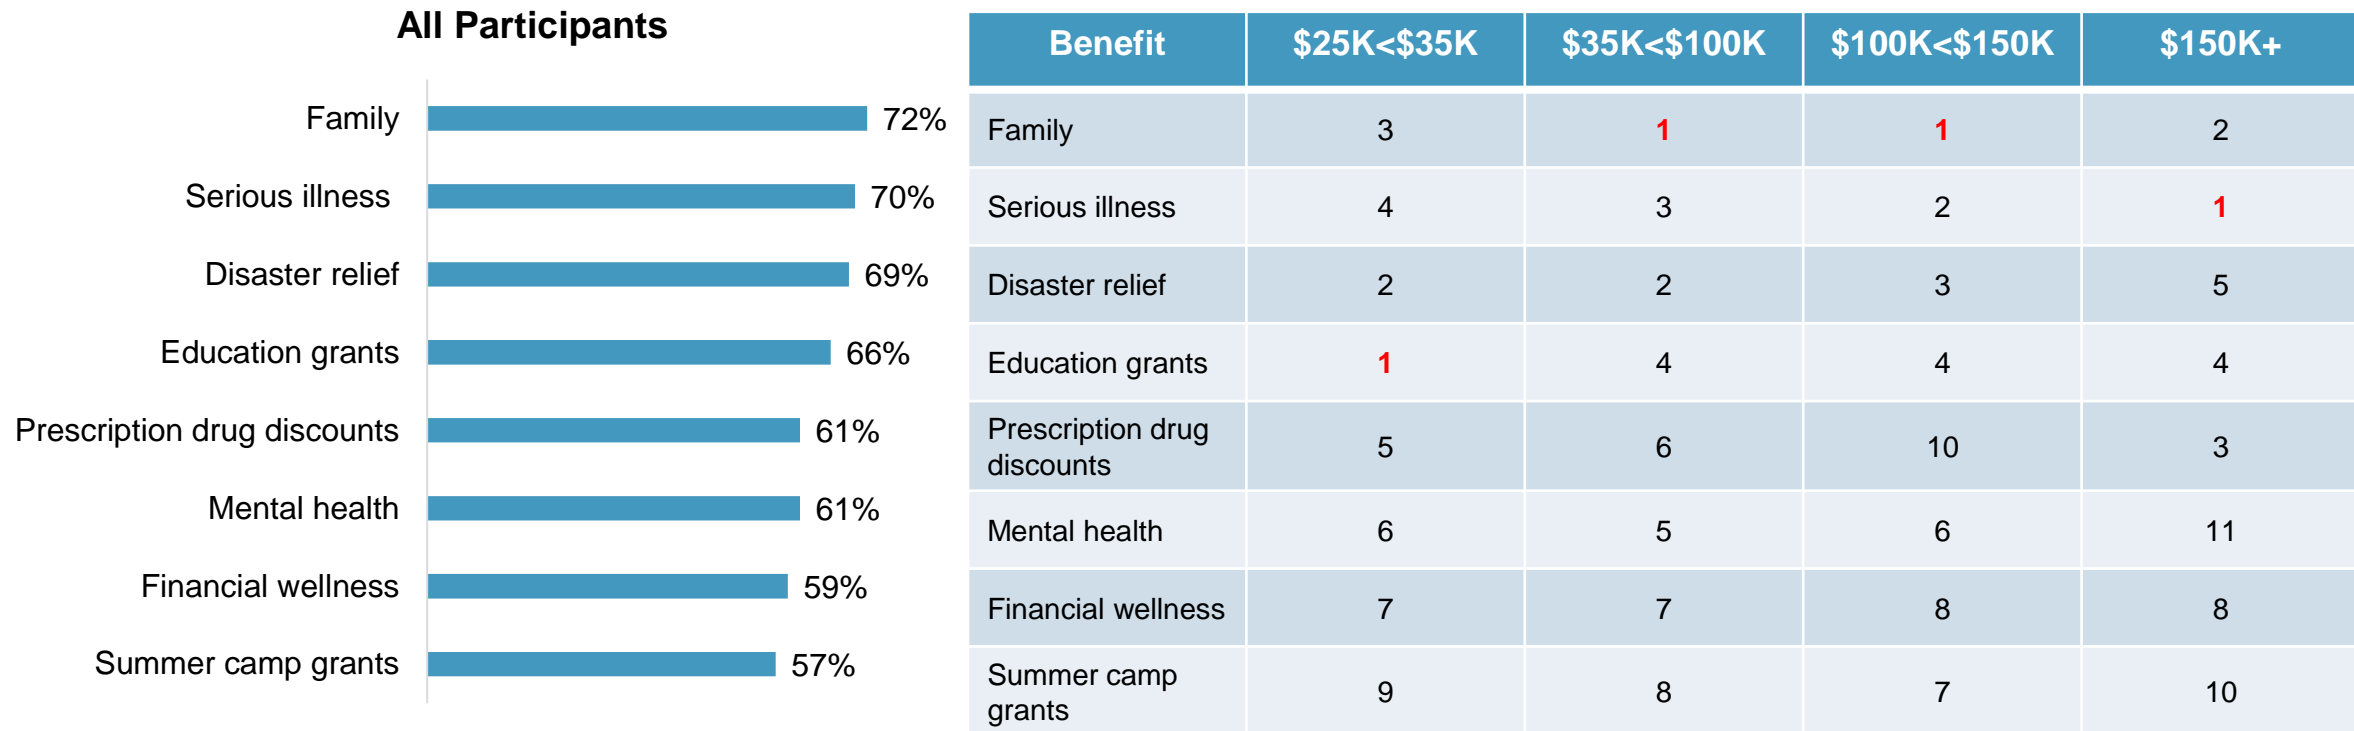 All Participants
Family 72%
Serious illness 70%
Disaster relief 69%
Education grants 66%
Prescription drug discounts 61%
Mental health 61%
Financial wellness 59%
Summer camp grants 57%
Benefit $25K<$35K $35K<$100K $100K<$150K $150K+
Family 3 1 1 2
Serious illness 4 3 2 1
Disaster relief 2 2 3 5
Education grants 1 4 4 4
Prescription drug
discounts 5 6 10 3
Mental health 6 5 6 11
Financial wellness 7 7 8 8
Summer camp
grants 9 8 7 10